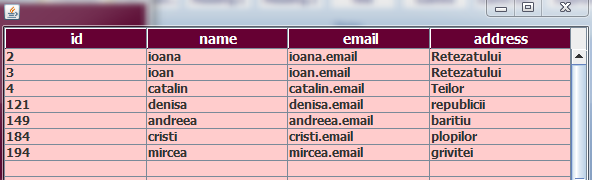 id name email address
2 ioana ioana.email Retezatului
3 ioan ioan.email Retezatului
4 catalin catalin.email Teilor
121 denisa denisa.email republicii
149 andreea andreea.email baritiu
184 cristi cristi.email plopilor
194 mircea mircea.email grivitei